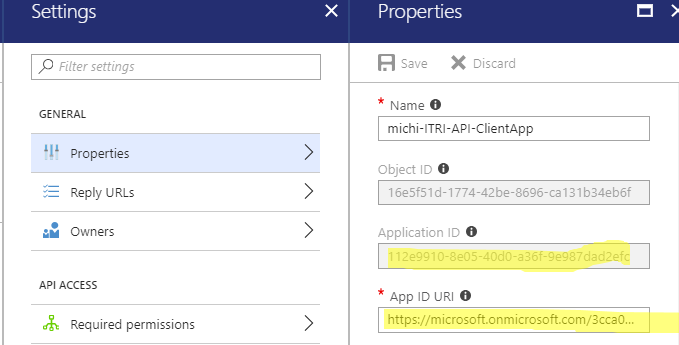 Settings
Filter settings
GENERAL
Properties
Reply URLs
Owners
API ACCESS
Required permissions
Properties
Save Discard
* Name
michi-ITRI-API-ClientApp
Object ID
16e5f51d-1774-42be-8696-ca131b34eb6f
Application ID
112e9910-8e05-40d0-a36f-9e987dad2efc
* App ID URI
https://microsoft.onmicrosoft.com/3cca0...